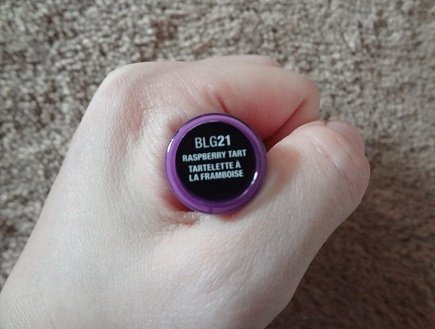 BLG21
RASPBERRY TART
TARTELETTE À
LA FRAMBOISE